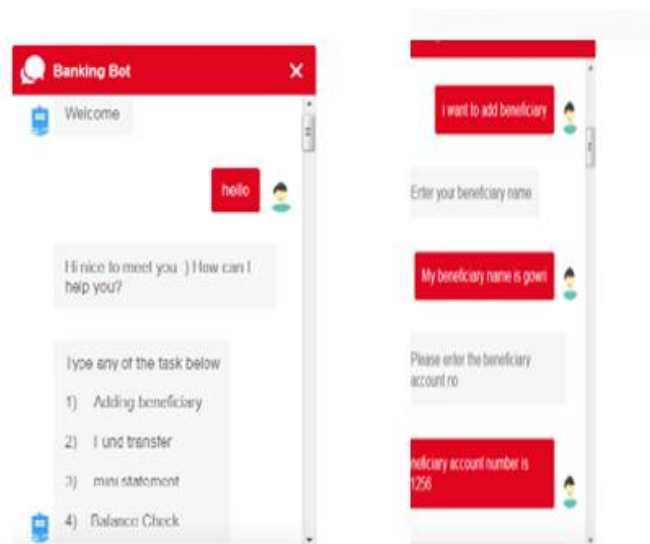 Banking Bot
Welcome
hello
Hi nice to meet you :) How can I
help you?
Type any of the task below
1) Adding beneficiary
2) Fund transfer
3) mini statement
4) Balance Check
i want to add beneficiary
Enter your beneficiary name
My beneficiary name is gowri
Please enter the beneficiary
account no
neficiary account number is
1256